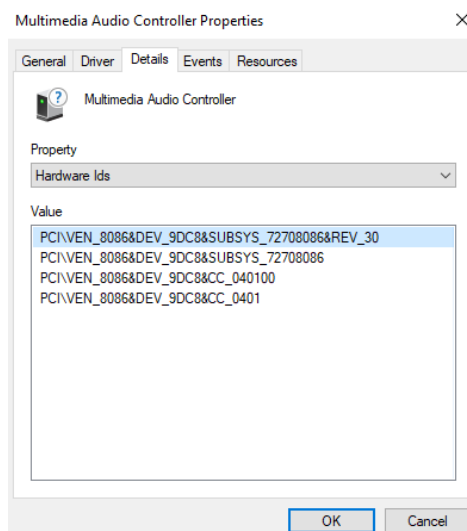 Multimedia Audio Controller Properties
General Driver Details Events Resources
Multimedia Audio Controller
Property
Hardware Ids
Value
PCI\VEN_8086&DEV_9DC8&SUBSYS_72708086&REV_30
PCI\VEN_8086&DEV_9DC8&SUBSYS_72708086
PCI\VEN_8086&DEV_9DC8&CC_040100
PCI\VEN_8086&DEV_9DC8&CC_0401
OK Cancel